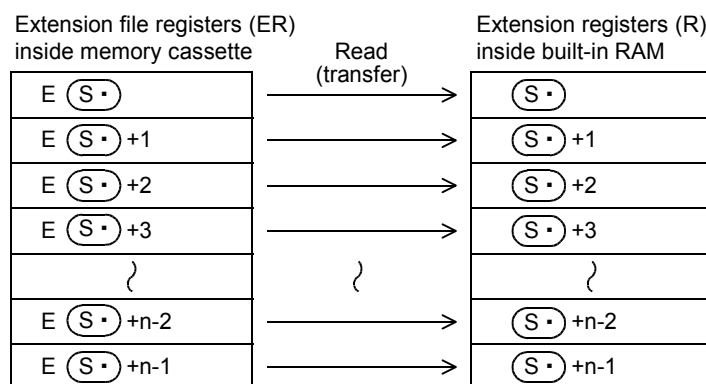 Extension file registers (ER)
inside memory cassette
Read
(transfer)
Extension registers (R)
inside built-in RAM
E S· S·
E S· +1 S· +1
E S· +2 S· +2
E S· +3 S· +3
E S· +n-2 S· +n-2
E S· +n-1 S· +n-1